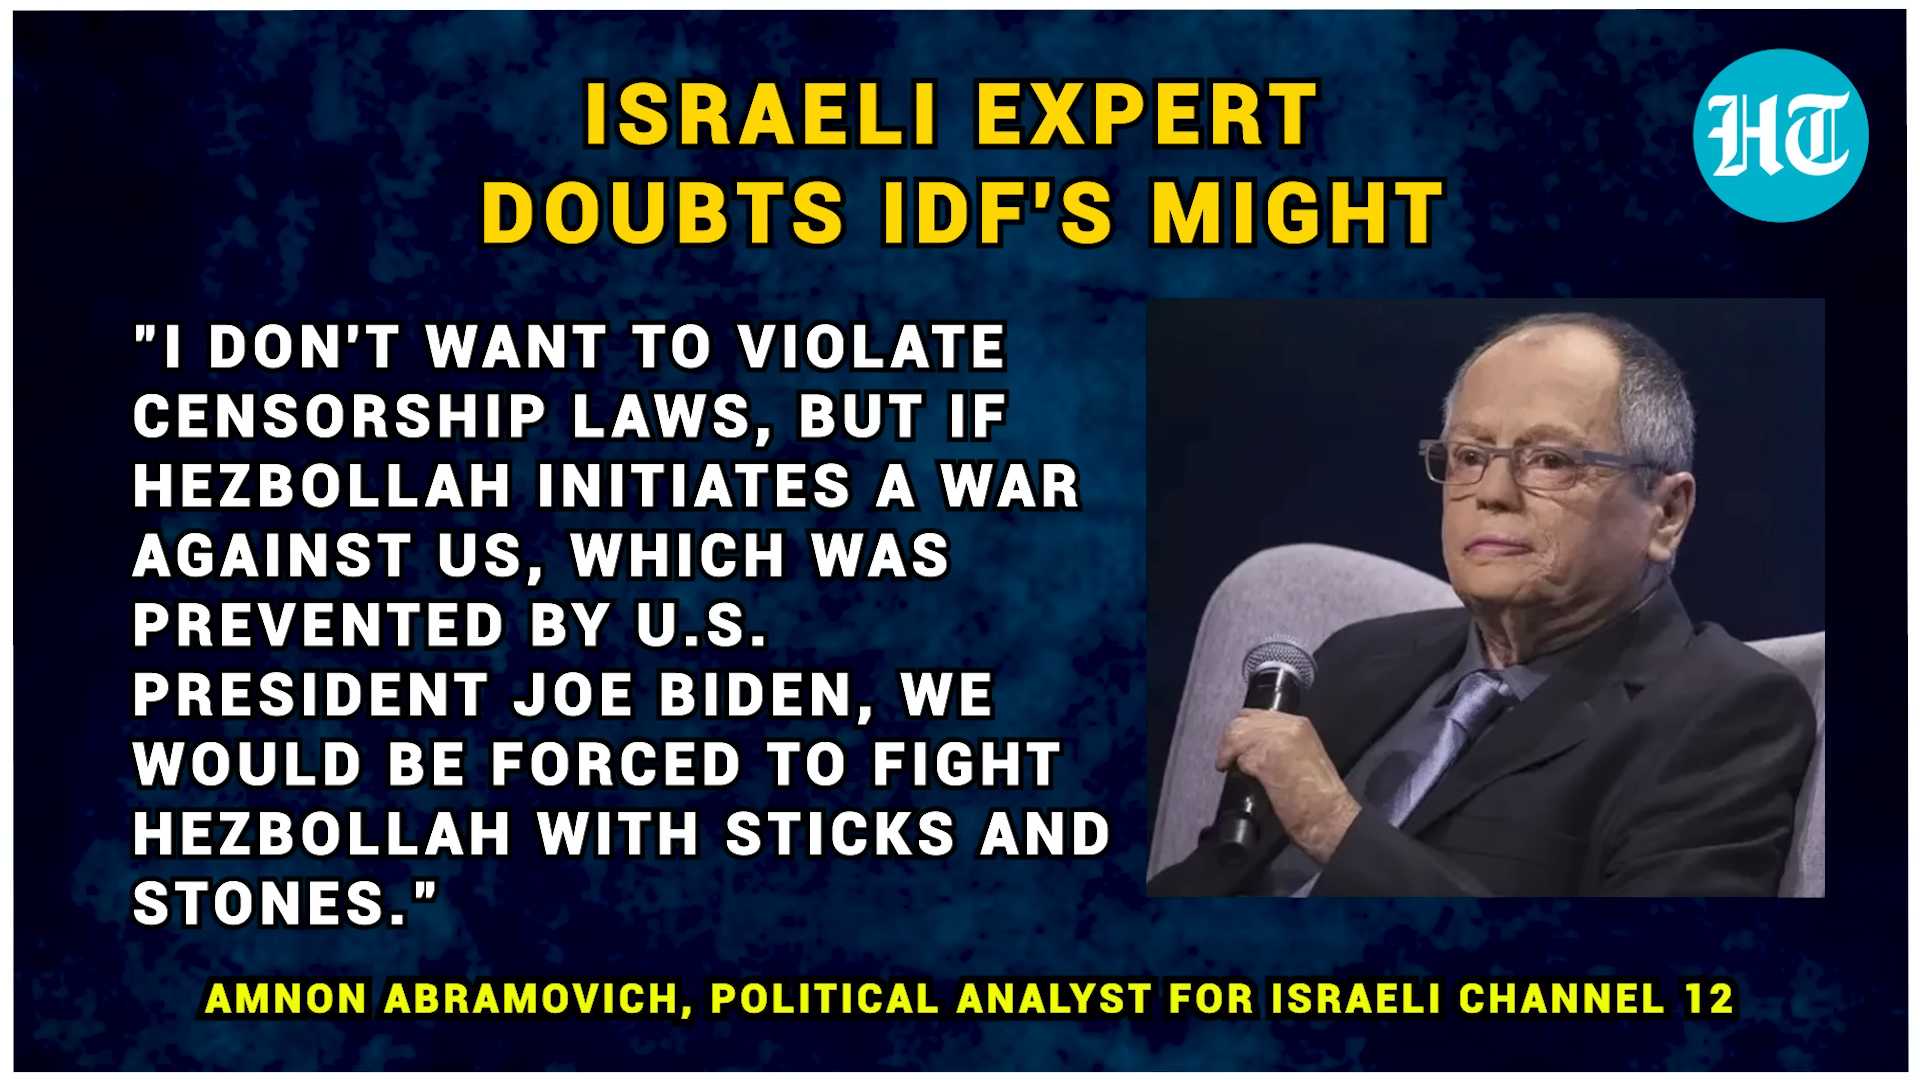 ISRAELI EXPERT
DOUBTS IDF'S MIGHT
HT
"I DON'T WANT TO VIOLATE
CENSORSHIP LAWS, BUT IF
HEZBOLLAH INITIATES A WAR
AGAINST US, WHICH WAS
PREVENTED BY U.S.
PRESIDENT JOE BIDEN, WE
WOULD BE FORCED TO FIGHT
HEZBOLLAH WITH STICKS AND
STONES."
AMNON ABRAMOVICH, POLITICAL ANALYST FOR ISRAELI CHANNEL 12